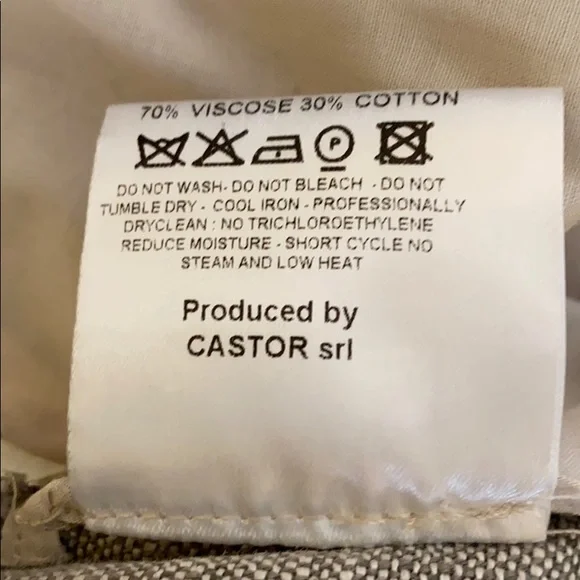 70% VISCOSE 30% COTTON
P
DO NOT WASH- DO NOT BLEACH - DO NOT
TUMBLE DRY - COOL IRON - PROFESSIONALLY
DRYCLEAN : NO TRICHLOROETHYLENE
REDUCE MOISTURE - SHORT CYCLE NO
STEAM AND LOW HEAT
Produced by
CASTOR srl